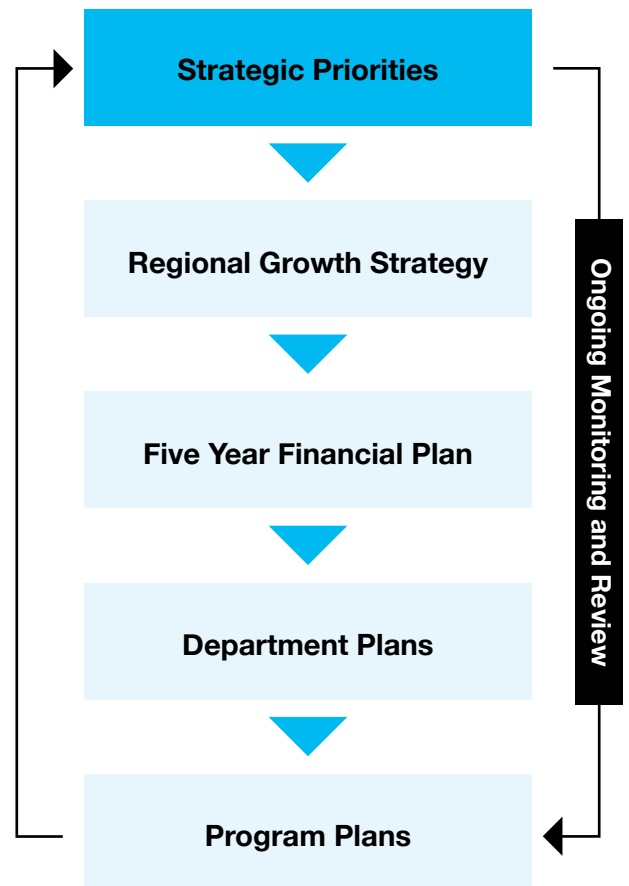 Strategic Priorities
Regional Growth Strategy
Five Year Financial Plan
Department Plans
Program Plans
Ongoing Monitoring and Review